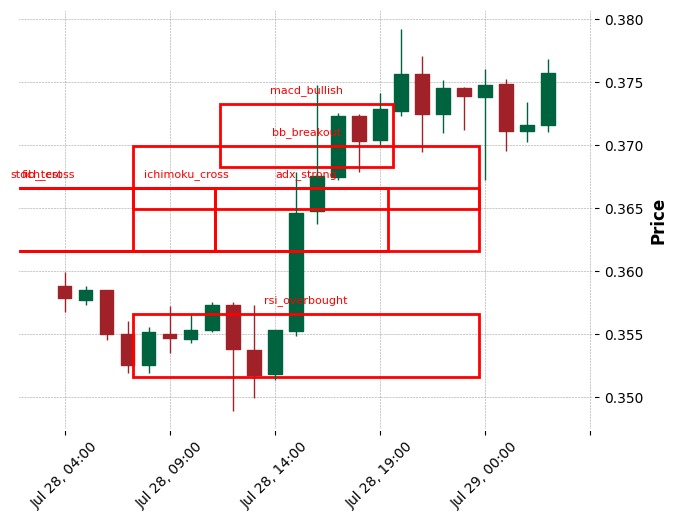 0.380
macd_bullish
0.375
bb_breakout
0.370
ichimoku_cross
adx_strong
0.365
0.360
rsi_overbought
0.355
0.350
Price
Jul 28, 04:00
Jul 28, 09:00
Jul 28, 14:00
Jul 28, 19:00
Jul 29, 00:00